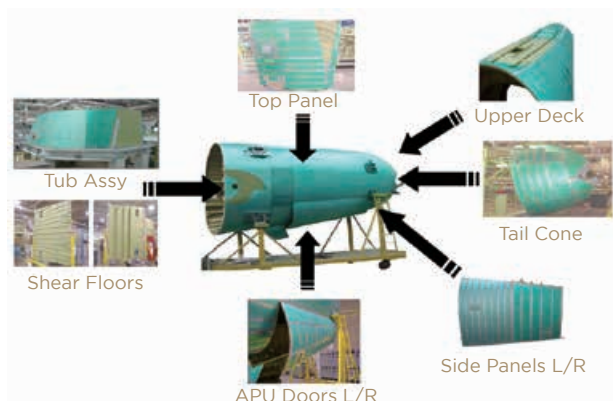 Top Panel
Upper Deck
Tub Assy
Tail Cone
Shear Floors
Side Panels L/R
APU Doors L/R